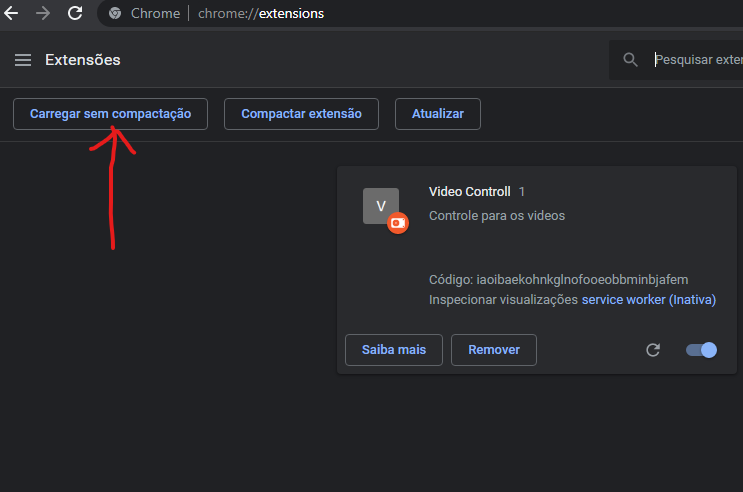 Chrome chrome://extensions
Extensões
Pesquisar exten
Carregar sem compactação Compactar extensão Atualizar
V
Video Controll 1
Controle para os videos
Código: iaoibaekohnkglnofooeobbminbjafem
Inspecionar visualizações service worker (Inativa)
Saiba mais Remover